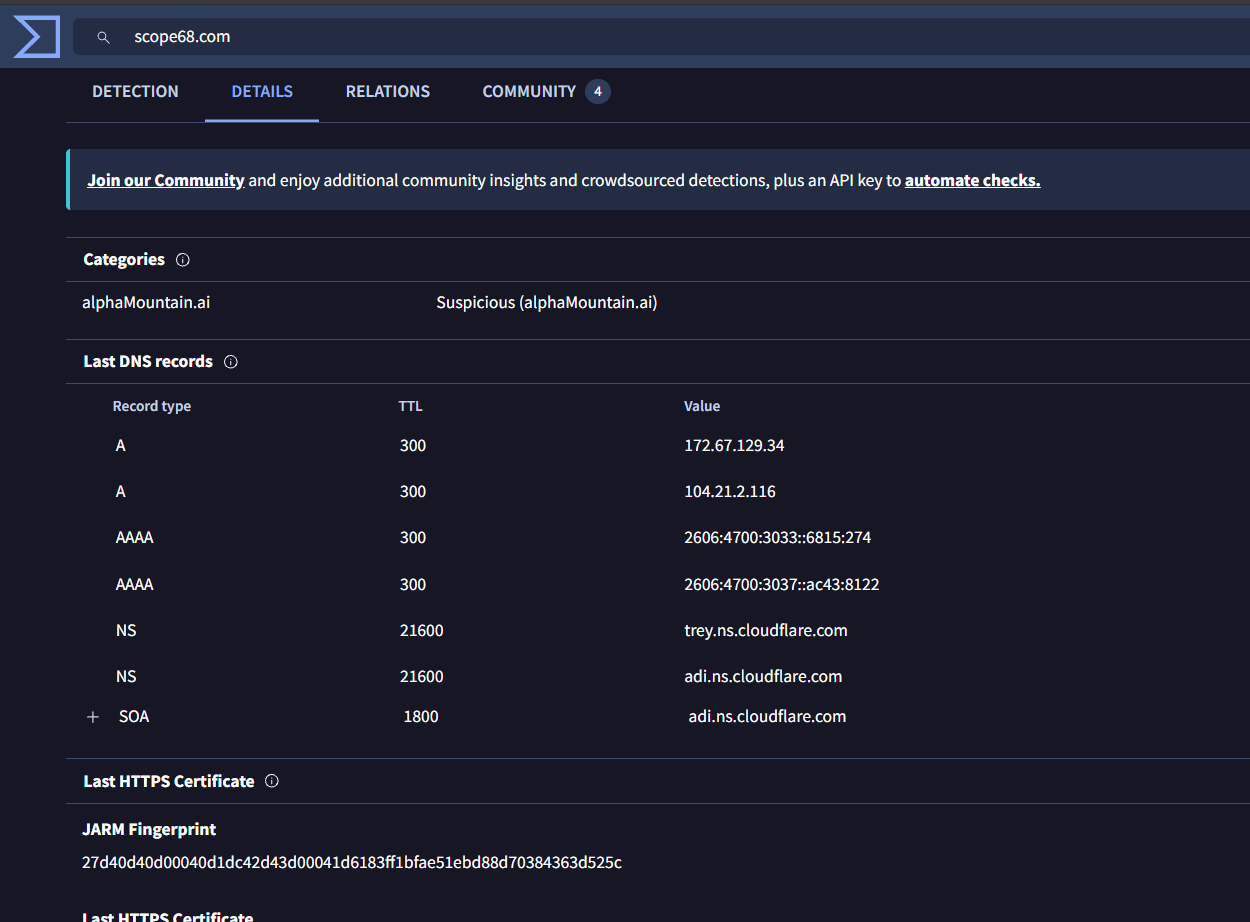 scope68.com
DETECTION DETAILS RELATIONS COMMUNITY 4
Join our Community and enjoy additional community insights and crowdsourced detections, plus an API key to automate checks.
Categories
alphaMountain.ai Suspicious (alphaMountain.ai)
Last DNS records
Record type TTL Value
A 300 172.67.129.34
A 300 104.21.2.116
AAAA 300 2606:4700:3033::6815:274
AAAA 300 2606:4700:3037::ac43:8122
NS 21600 trey.ns.cloudflare.com
NS 21600 adi.ns.cloudflare.com
+ SOA 1800 adi.ns.cloudflare.com
Last HTTPS Certificate
JARM Fingerprint
27d40d40d00040d1dc42d43d00041d6183ff1bfae51ebd88d70384363d525c
Last HTTPS Certificate